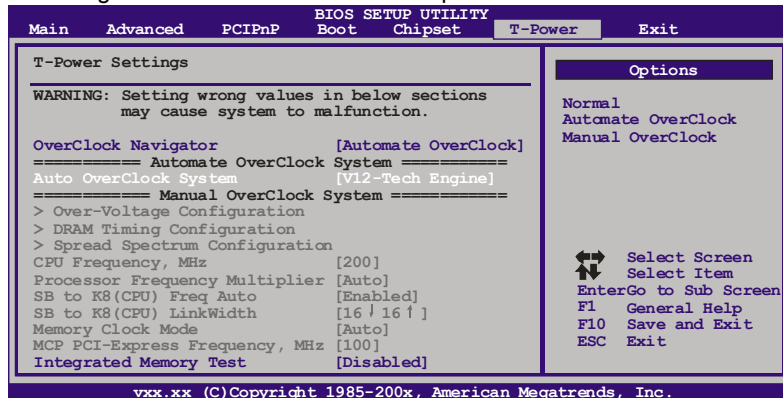 BIOS SETUP UTILITY
Main Advanced PCIPnP Boot Chipset T-Power Exit
T-Power Settings
WARNING: Setting wrong values in below sections
may cause system to malfunction.
OverClock Navigator [Automate OverClock]
=========== Automate OverClock System ===========
Auto OverClock System [V12-Tech Engine]
============ Manual OverClock System ============
> Over-Voltage Configuration
> DRAM Timing Configuration
> Spread Spectrum Configuration
CPU Frequency, MHz [200]
Processor Frequency Multiplier [Auto]
SB to K8(CPU) Freq Auto [Enabled]
SB to K8(CPU) LinkWidth [16↓16↑]
Memory Clock Mode [Auto]
MCP PCI-Express Frequency, MHz [100]
Integrated Memory Test [Disabled]
Options
Normal
Automate OverClock
Manual OverClock
Select Screen
Select Item
EnterGo to Sub Screen
F1 General Help
F10 Save and Exit
ESC Exit
vxx.xx (C)Copyright 1985-200x, American Megatrends, Inc.